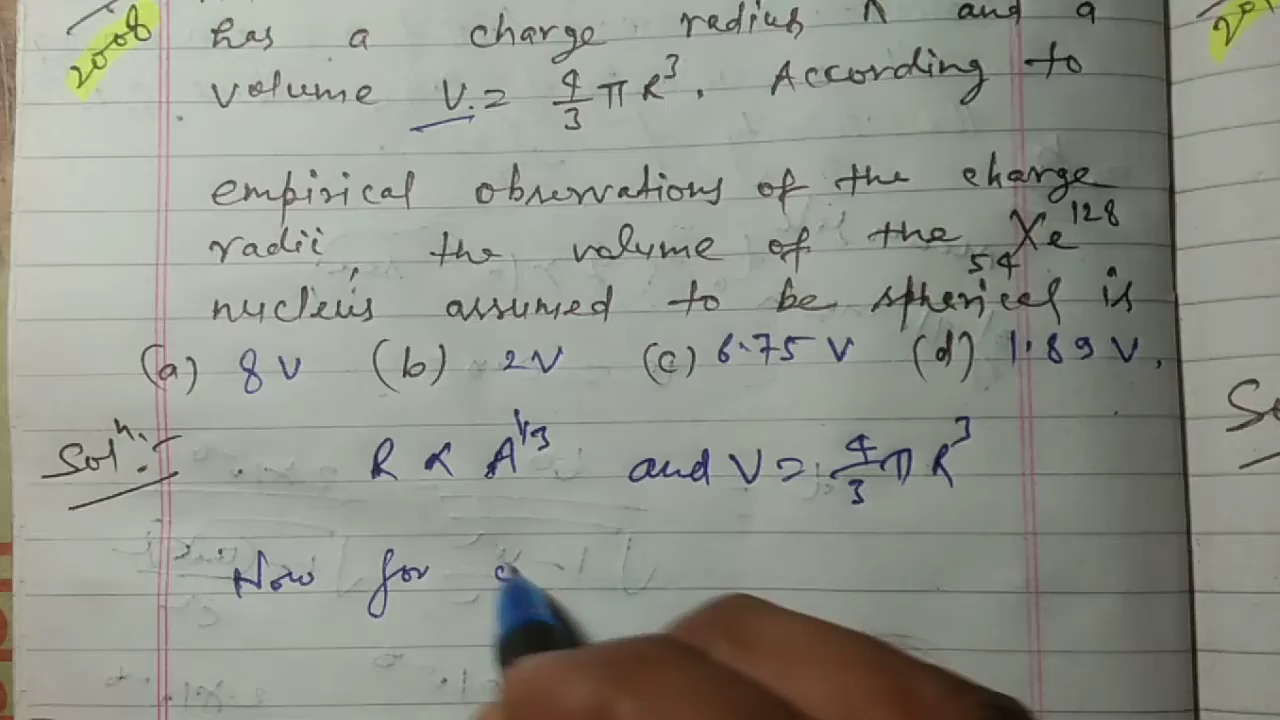 2008
has a charge radius R and a
volume V = 4/3 π R³. According to
empirical observations of the charge
radii, the volume of the ₅₄Xe¹²⁸
nucleus assumed to be spherical is
(a) 8V (b) 2V (c) 6.75 V (d) 1.89 V.
Solⁿ:- R ∝ A^1/3 and V = 4/3 π R³
Now for